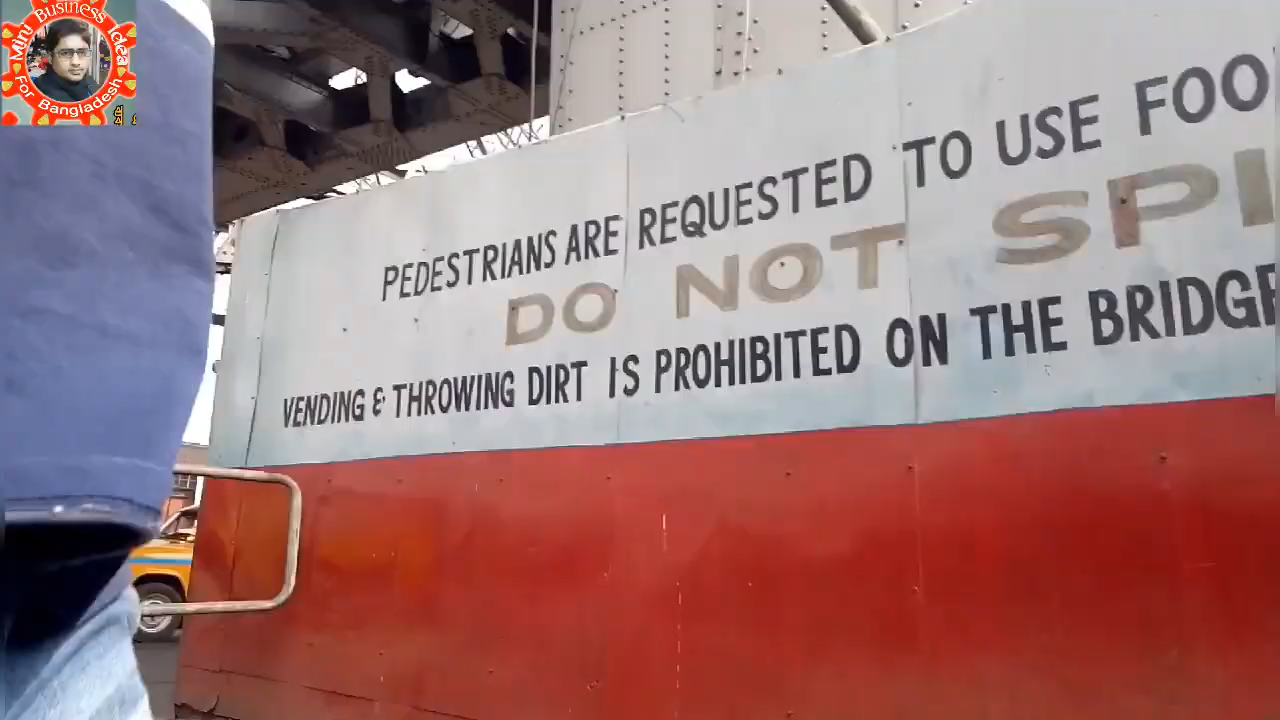 Mini Business Idea
For Bangladesh
PEDESTRIANS ARE REQUESTED TO USE FOO
DO NOT SPI
VENDING & THROWING DIRT IS PROHIBITED ON THE BRIDGE